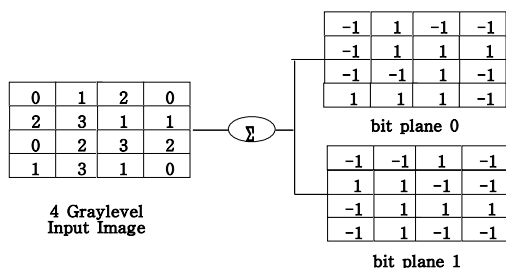 0 1 2 0
2 3 1 1
0 2 3 2
1 3 1 0
4 Graylevel
Input Image
Σ
-1 1 -1 -1
-1 1 1 1
-1 -1 1 -1
1 1 1 -1
bit plane 0
-1 -1 1 -1
1 1 -1 -1
-1 1 1 1
-1 1 -1 -1
bit plane 1